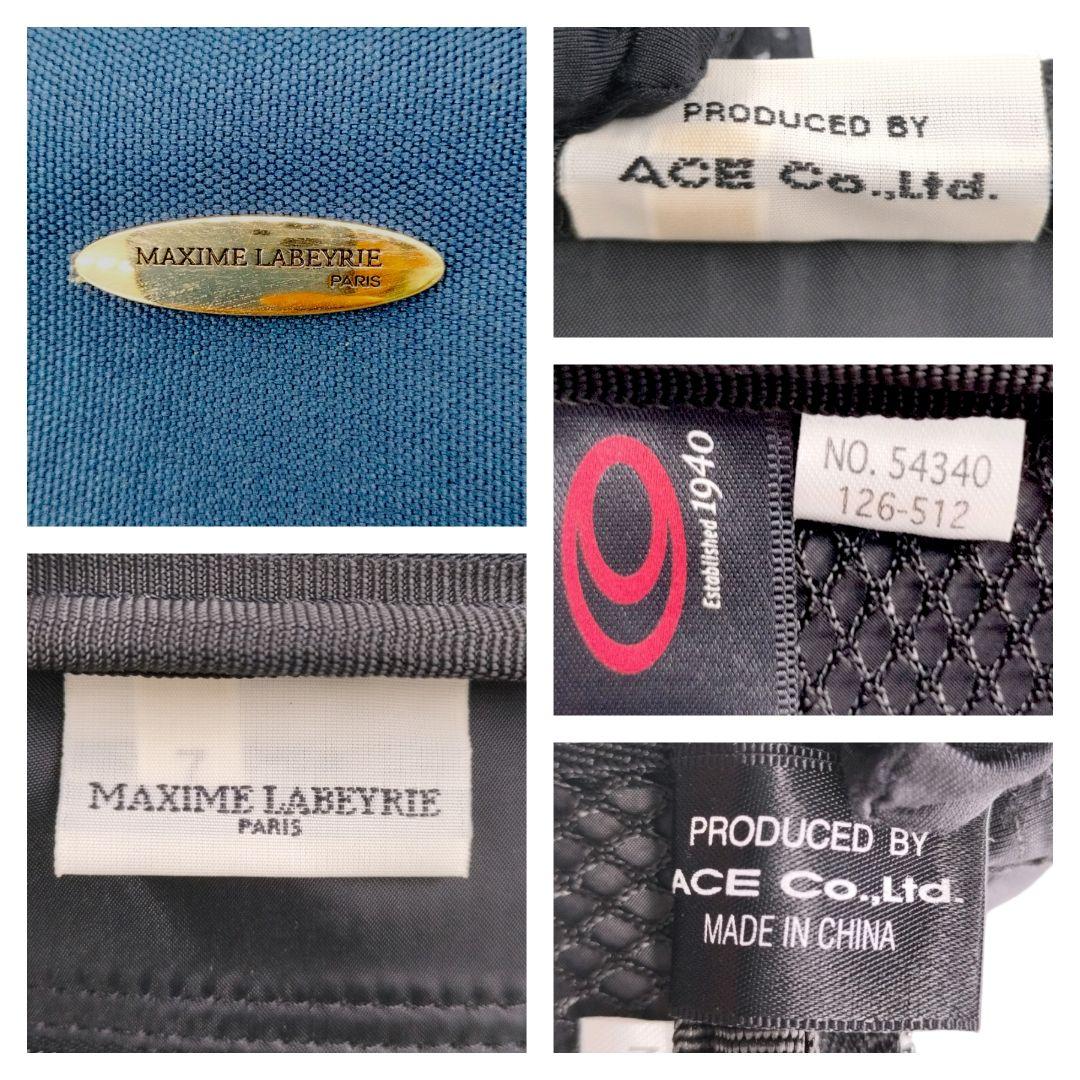 MAXIME LABEYRIE
PARIS
PRODUCED BY
ACE Co.,Ltd.
Established 1940
NO. 54340
126-512
7
MAXIME LABEYRIE
PARIS
PRODUCED BY
ACE Co.,Ltd.
MADE IN CHINA